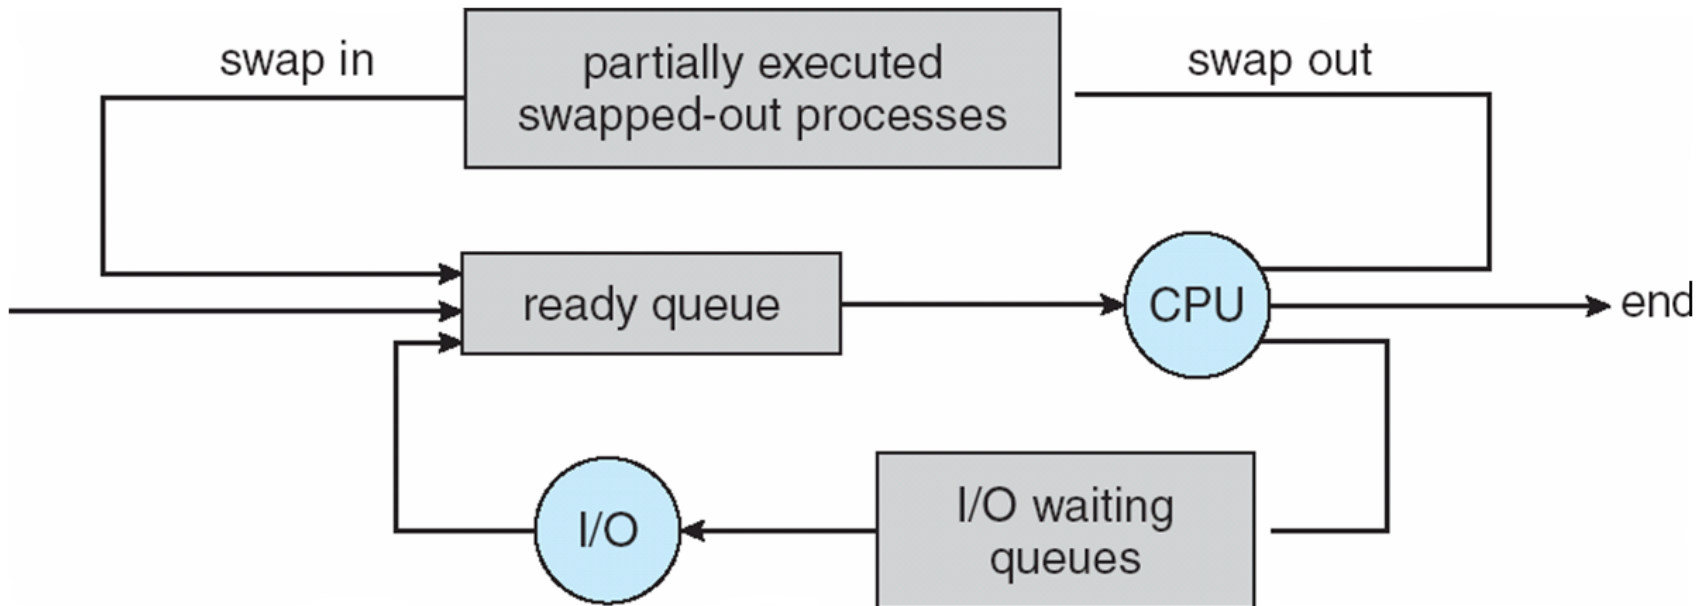 swap in
partially executed
swapped-out processes
swap out
ready queue
CPU
end
I/O
I/O waiting
queues